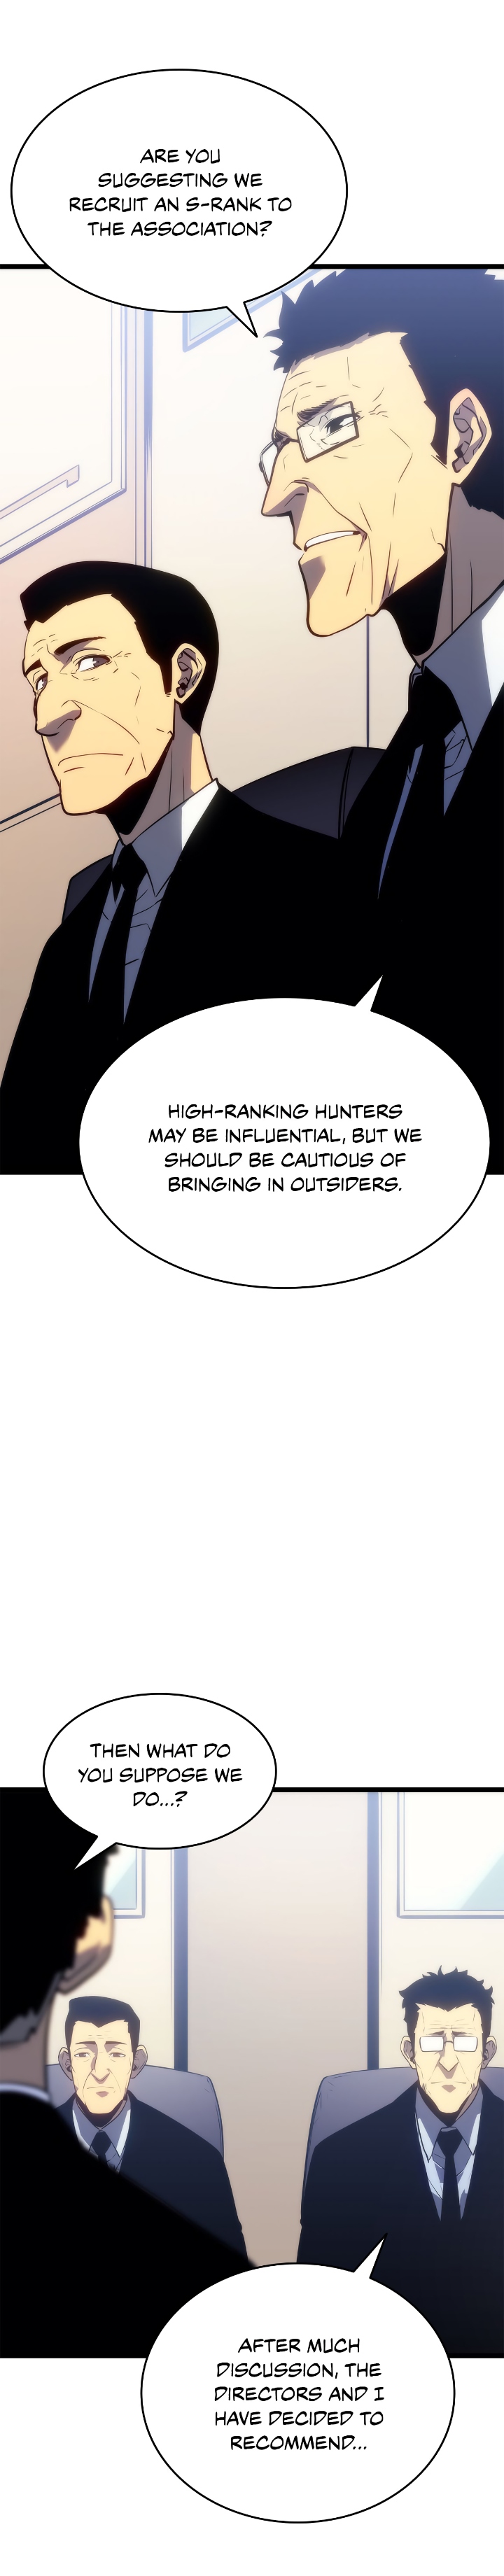 ARE YOU
SUGGESTING WE
RECRUIT AN S-RANK TO
THE ASSOCIATION?
HIGH-RANKING HUNTERS
MAY BE INFLUENTIAL, BUT WE
SHOULD BE CAUTIOUS OF
BRINGING IN OUTSIDERS.
THEN WHAT DO
YOU SUPPOSE WE
DO...?
AFTER MUCH
DISCUSSION, THE
DIRECTORS AND I
HAVE DECIDED TO
RECOMMEND...